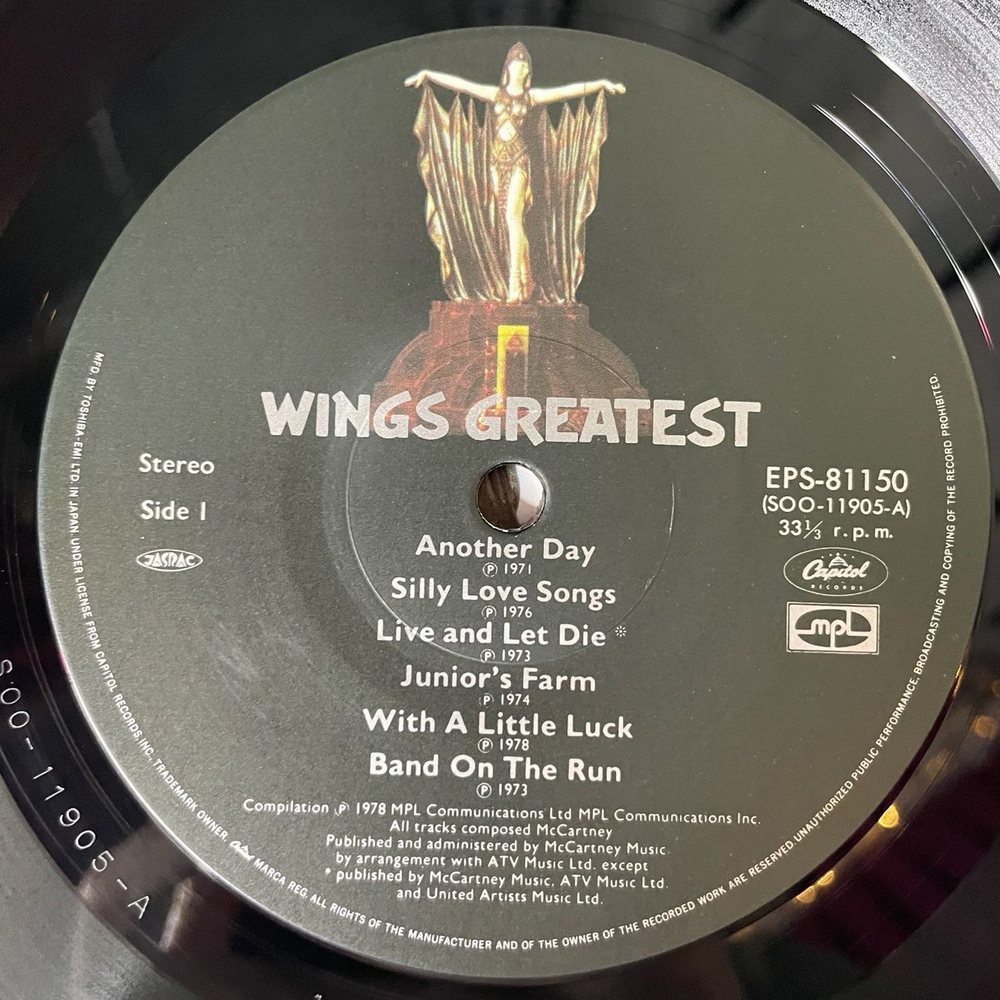 WINGS GREATEST
Stereo
Side 1
JASRAC
EPS-81150
(SOO-11905-A)
33⅓ r.p.m.
Capitol
RECORDS
mpl
Another Day
Ⓟ 1971
Silly Love Songs
Ⓟ 1976
Live and Let Die *
Ⓟ 1973
Junior's Farm
Ⓟ 1974
With A Little Luck
Ⓟ 1978
Band On The Run
Ⓟ 1973
Compilation Ⓟ 1978 MPL Communications Ltd MPL Communications Inc.
All tracks composed McCartney
Published and administered by McCartney Music
by arrangement with ATV Music Ltd. except
* published by McCartney Music, ATV Music Ltd.
and United Artists Music Ltd.
MFD. BY TOSHIBA-EMI LTD. IN JAPAN. UNDER LICENSE FROM CAPITOL RECORDS, INC., TRADEMARK OWNER. Capitol MARCA REG. ALL RIGHTS OF THE MANUFACTURER AND OF THE OWNER OF THE RECORDED WORK ARE RESERVED. UNAUTHORIZED PUBLIC PERFORMANCE, BROADCASTING AND COPYING OF THE RECORD PROHIBITED.
SOO-11905-A